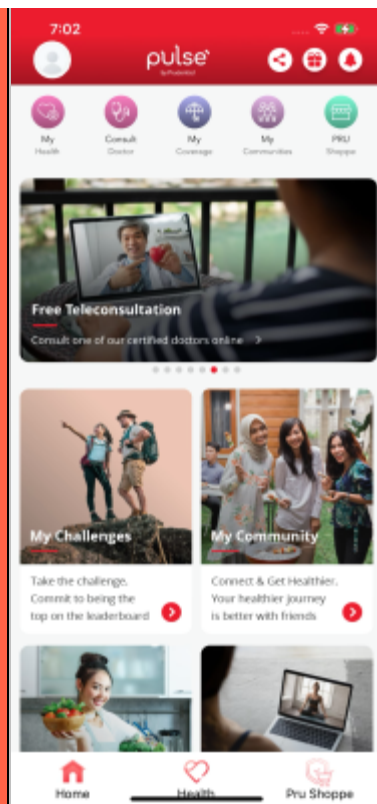 7:02
pulse
by Prudential
My
Health
Consult
Doctor
My
Coverage
My
Communities
PRU
Shoppe
Free Teleconsultation
Consult one of our certified doctors online >
My Challenges
Take the challenge.
Commit to being the
top on the leaderboard
My Community
Connect & Get Healthier.
Your healthier journey
is better with friends
Home
Health
Pru Shoppe